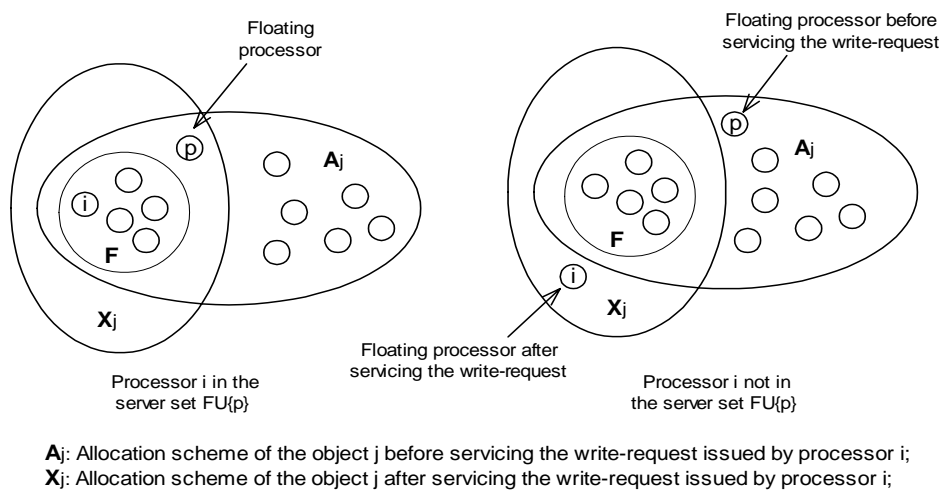 Floating
processor
p
Aj
i
F
Xj
Processor i in the
server set FU{p}
Floating processor before
servicing the write-request
p
Aj
F
i
Xj
Floating processor after
servicing the write-request
Processor i not in
the server set FU{p}
Aj: Allocation scheme of the object j before servicing the write-request issued by processor i;
Xj: Allocation scheme of the object j after servicing the write-request issued by processor i;